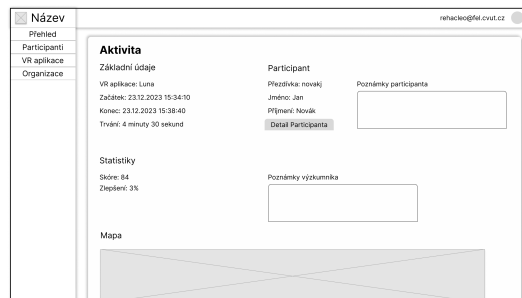 Název
rehacleo@fel.cvut.cz
Přehled
Participanti
VR aplikace
Organizace
Aktivita
Základní údaje
VR aplikace: Luna
Začátek: 23.12.2023 15:34:10
Konec: 23.12.2023 15:38:40
Trvání: 4 minuty 30 sekund
Participant
Přezdívka: novakj
Jméno: Jan
Příjmení: Novák
Detail Participanta
Poznámky participanta
Statistiky
Skóre: 84
Zlepšení: 3%
Poznámky výzkumníka
Mapa